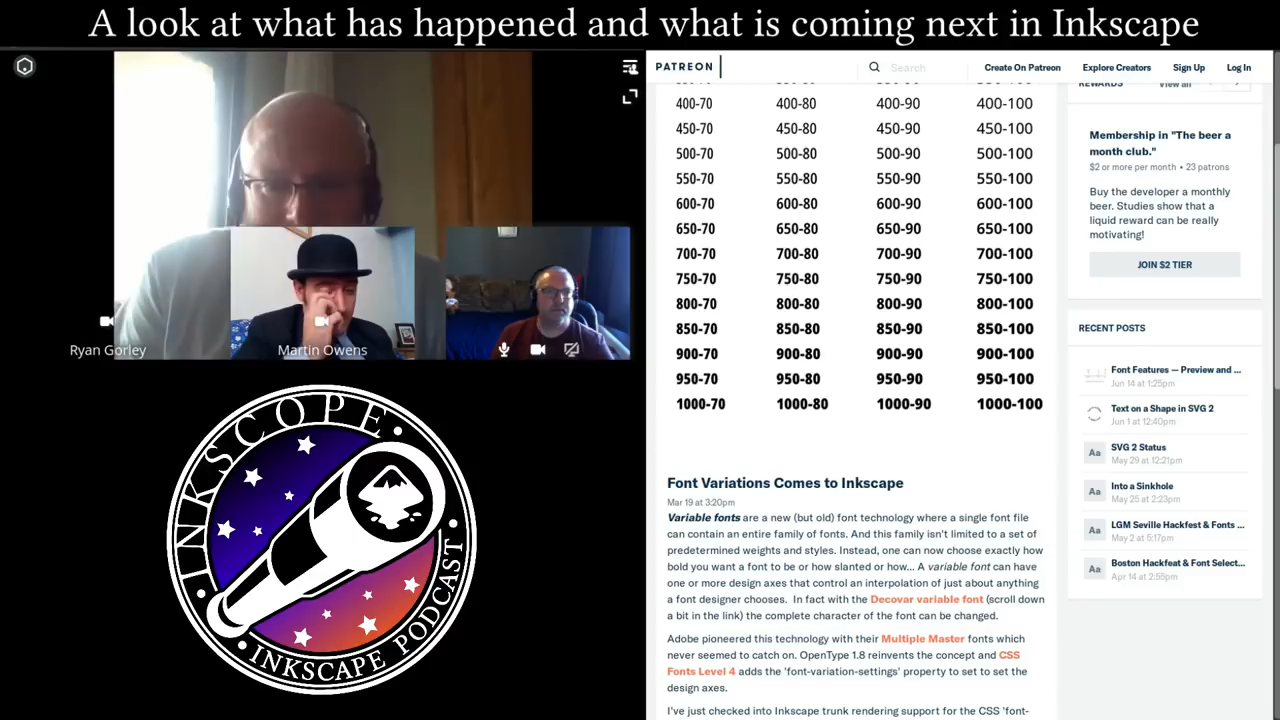 A look at what has happened and what is coming next in Inkscape
Ryan Gorley
Martin Owens
INKSCOPE
INKSCAPE PODCAST
PATREON
Search
Create On Patreon
Explore Creators
Sign Up
Log In
400-70 400-80 400-90 400-100
450-70 450-80 450-90 450-100
500-70 500-80 500-90 500-100
550-70 550-80 550-90 550-100
600-70 600-80 600-90 600-100
650-70 650-80 650-90 650-100
700-70 700-80 700-90 700-100
750-70 750-80 750-90 750-100
800-70 800-80 800-90 800-100
850-70 850-80 850-90 850-100
900-70 900-80 900-90 900-100
950-70 950-80 950-90 950-100
1000-70 1000-80 1000-90 1000-100
Font Variations Comes to Inkscape
Mar 19 at 3:20pm
Variable fonts are a new (but old) font technology where a single font file
can contain an entire family of fonts. And this family isn't limited to a set of
predetermined weights and styles. Instead, one can now choose exactly how
bold you want a font to be or how slanted or how... A variable font can have
one or more design axes that control an interpolation of just about anything
a font designer chooses. In fact with the Decovar variable font (scroll down
a bit in the link) the complete character of the font can be changed.
Adobe pioneered this technology with their Multiple Master fonts which
never seemed to catch on. OpenType 1.8 reinvents the concept and CSS
Fonts Level 4 adds the 'font-variation-settings' property to set to set the
design axes.
I've just checked into Inkscape trunk rendering support for the CSS 'font-
REWARDS
View all
Membership in "The beer a
month club."
$2 or more per month • 23 patrons
Buy the developer a monthly
beer. Studies show that a
liquid reward can be really
motivating!
JOIN $2 TIER
RECENT POSTS
Font Features — Preview and ...
Jun 14 at 1:25pm
Text on a Shape in SVG 2
Jun 1 at 12:40pm
Aa
SVG 2 Status
May 29 at 12:21pm
Aa
Into a Sinkhole
May 25 at 2:23pm
Aa
LGM Seville Hackfest & Fonts ...
May 2 at 5:17pm
Aa
Boston Hackfeat & Font Select...
Apr 14 at 2:55pm